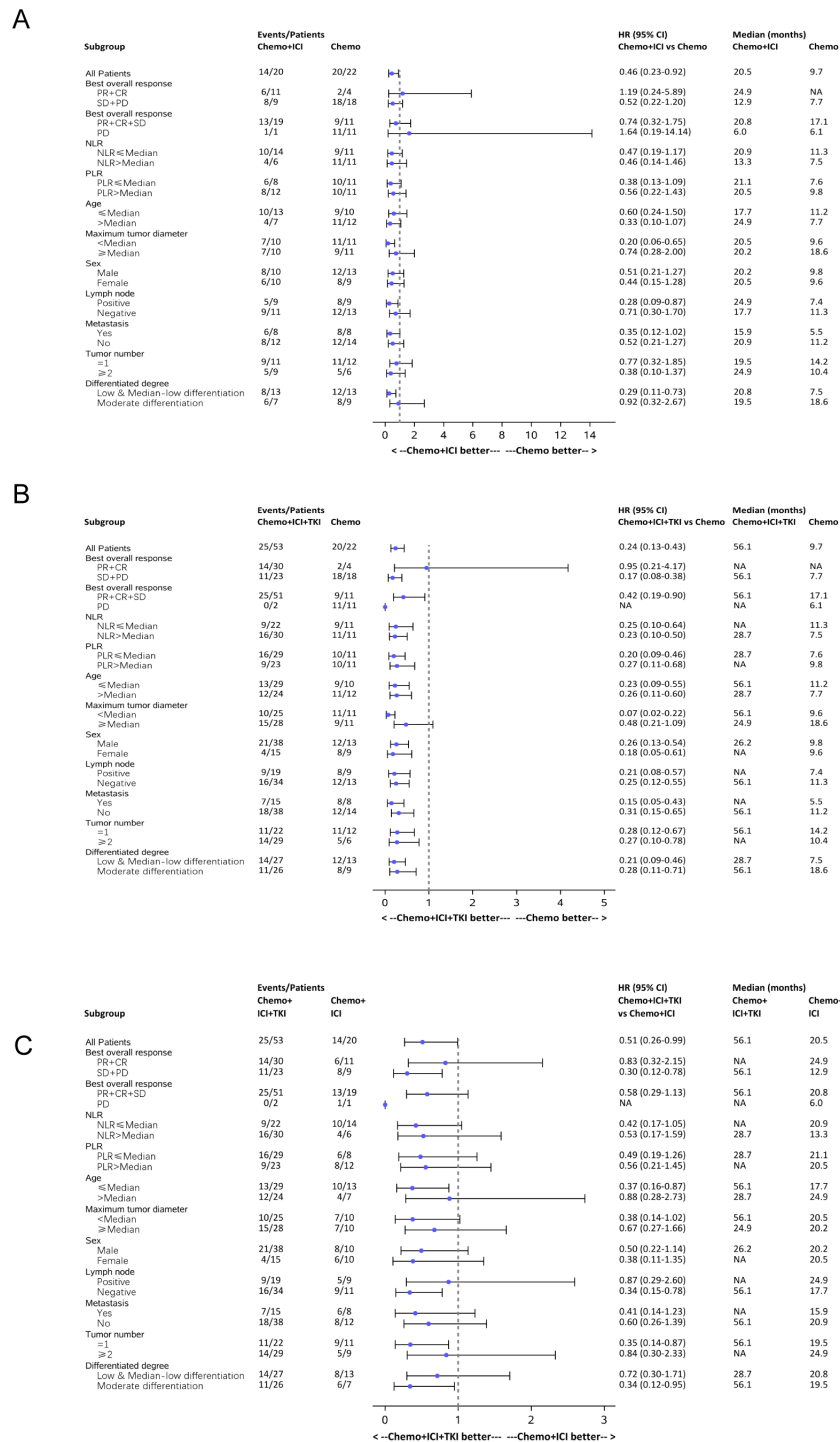 A
Events/Patients HR (95% CI) Median (months)
Subgroup Chemo+ICI Chemo Chemo+ICI vs Chemo Chemo+ICI Chemo
All Patients 14/20 20/22 0.46 (0.23-0.92) 20.5 9.7
Best overall response
PR+CR 6/11 2/4 1.19 (0.24-5.89) 24.9 NA
SD+PD 8/9 18/18 0.52 (0.22-1.20) 12.9 7.7
Best overall response
PR+CR+SD 13/19 9/11 0.74 (0.32-1.75) 20.8 17.1
PD 1/1 11/11 1.64 (0.19-14.14) 6.0 6.1
NLR
NLR≤Median 10/14 9/11 0.47 (0.19-1.17) 20.9 11.3
NLR>Median 4/6 11/11 0.46 (0.14-1.46) 13.3 7.5
PLR
PLR≤Median 6/8 10/11 0.38 (0.13-1.09) 21.1 7.6
PLR>Median 8/12 10/11 0.56 (0.22-1.43) 20.5 9.8
Age
≤Median 10/13 9/10 0.60 (0.24-1.50) 17.7 11.2
>Median 4/7 11/12 0.33 (0.10-1.07) 24.9 7.7
Maximum tumor diameter
<Median 7/10 11/11 0.20 (0.06-0.65) 20.5 9.6
≥Median 7/10 9/11 0.74 (0.28-2.00) 20.2 18.6
Sex
Male 8/10 12/13 0.51 (0.21-1.27) 20.2 9.8
Female 6/10 8/9 0.44 (0.15-1.28) 20.5 9.6
Lymph node
Positive 5/9 8/9 0.28 (0.09-0.87) 24.9 7.4
Negative 9/11 12/13 0.71 (0.30-1.70) 17.7 11.3
Metastasis
Yes 6/8 8/8 0.35 (0.12-1.02) 15.9 5.5
No 8/12 12/14 0.52 (0.21-1.27) 20.9 11.2
Tumor number
=1 9/11 11/12 0.77 (0.32-1.85) 19.5 14.2
≥2 5/9 5/6 0.38 (0.10-1.37) 24.9 10.4
Differentiated degree
Low & Median-low differentiation 8/13 12/13 0.29 (0.11-0.73) 20.8 7.5
Moderate differentiation 6/7 8/9 0.92 (0.32-2.67) 19.5 18.6
0 2 4 6 8 10 12 14
< --Chemo+ICI better--- ---Chemo better-- >
B
Events/Patients HR (95% CI) Median (months)
Subgroup Chemo+ICI+TKI Chemo Chemo+ICI+TKI vs Chemo Chemo+ICI+TKI Chemo
All Patients 25/53 20/22 0.24 (0.13-0.43) 56.1 9.7
Best overall response
PR+CR 14/30 2/4 0.95 (0.21-4.17) NA NA
SD+PD 11/23 18/18 0.17 (0.08-0.38) 56.1 7.7
Best overall response
PR+CR+SD 25/51 9/11 0.42 (0.19-0.90) 56.1 17.1
PD 0/2 11/11 NA NA 6.1
NLR
NLR≤Median 9/22 9/11 0.25 (0.10-0.64) NA 11.3
NLR>Median 16/30 11/11 0.23 (0.10-0.50) 28.7 7.5
PLR
PLR≤Median 16/29 10/11 0.20 (0.09-0.46) 28.7 7.6
PLR>Median 9/23 10/11 0.27 (0.11-0.68) NA 9.8
Age
≤Median 13/29 9/10 0.23 (0.09-0.55) 56.1 11.2
>Median 12/24 11/12 0.26 (0.11-0.60) 28.7 7.7
Maximum tumor diameter
<Median 10/25 11/11 0.07 (0.02-0.22) 56.1 9.6
≥Median 15/28 9/11 0.48 (0.21-1.09) 24.9 18.6
Sex
Male 21/38 12/13 0.26 (0.13-0.54) 26.2 9.8
Female 4/15 8/9 0.18 (0.05-0.61) NA 9.6
Lymph node
Positive 9/19 8/9 0.21 (0.08-0.57) NA 7.4
Negative 16/34 12/13 0.25 (0.12-0.55) 56.1 11.3
Metastasis
Yes 7/15 8/8 0.15 (0.05-0.43) NA 5.5
No 18/38 12/14 0.31 (0.15-0.65) 56.1 11.2
Tumor number
=1 11/22 11/12 0.28 (0.12-0.67) 56.1 14.2
≥2 14/29 5/6 0.27 (0.10-0.78) NA 10.4
Differentiated degree
Low & Median-low differentiation 14/27 12/13 0.21 (0.09-0.46) 28.7 7.5
Moderate differentiation 11/26 8/9 0.28 (0.11-0.71) 56.1 18.6
0 1 2 3 4 5
< --Chemo+ICI+TKI better--- ---Chemo better-- >
C
Events/Patients HR (95% CI) Median (months)
Chemo+ Chemo+ Chemo+ICI+TKI Chemo+ Chemo+
Subgroup ICI+TKI ICI vs Chemo+ICI ICI+TKI ICI
All Patients 25/53 14/20 0.51 (0.26-0.99) 56.1 20.5
Best overall response
PR+CR 14/30 6/11 0.83 (0.32-2.15) NA 24.9
SD+PD 11/23 8/9 0.30 (0.12-0.78) 56.1 12.9
Best overall response
PR+CR+SD 25/51 13/19 0.58 (0.29-1.13) 56.1 20.8
PD 0/2 1/1 NA NA 6.0
NLR
NLR≤Median 9/22 10/14 0.42 (0.17-1.05) NA 20.9
NLR>Median 16/30 4/6 0.53 (0.17-1.59) 28.7 13.3
PLR
PLR≤Median 16/29 6/8 0.49 (0.19-1.26) 28.7 21.1
PLR>Median 9/23 8/12 0.56 (0.21-1.45) NA 20.5
Age
≤Median 13/29 10/13 0.37 (0.16-0.87) 56.1 17.7
>Median 12/24 4/7 0.88 (0.28-2.73) 28.7 24.9
Maximum tumor diameter
<Median 10/25 7/10 0.38 (0.14-1.02) 56.1 20.5
≥Median 15/28 7/10 0.67 (0.27-1.66) 24.9 20.2
Sex
Male 21/38 8/10 0.50 (0.22-1.14) 26.2 20.2
Female 4/15 6/10 0.38 (0.11-1.35) NA 20.5
Lymph node
Positive 9/19 5/9 0.87 (0.29-2.60) NA 24.9
Negative 16/34 9/11 0.34 (0.15-0.78) 56.1 17.7
Metastasis
Yes 7/15 6/8 0.41 (0.14-1.23) NA 15.9
No 18/38 8/12 0.60 (0.26-1.39) 56.1 20.9
Tumor number
=1 11/22 9/11 0.35 (0.14-0.87) 56.1 19.5
≥2 14/29 5/9 0.84 (0.30-2.33) NA 24.9
Differentiated degree
Low & Median-low differentiation 14/27 8/13 0.72 (0.30-1.71) 28.7 20.8
Moderate differentiation 11/26 6/7 0.34 (0.12-0.95) 56.1 19.5
0 1 2 3
< --Chemo+ICI+TKI better--- ---Chemo+ICI better-- >